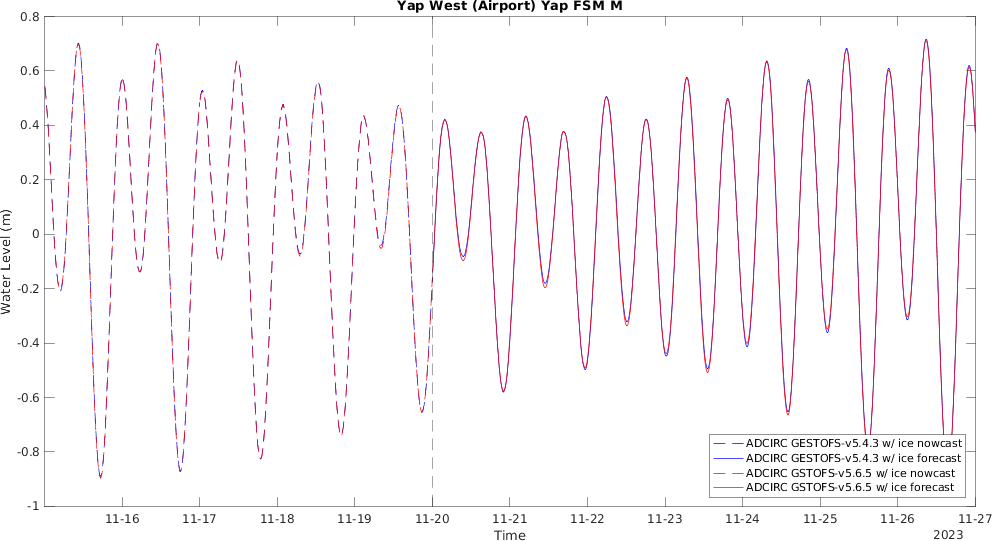 Yap West (Airport) Yap FSM M
0.8
0.6
0.4
0.2
0
-0.2
-0.4
-0.6
-0.8
-1
Water Level (m)
ADCIRC GESTOFS-v5.4.3 w/ ice nowcast
ADCIRC GESTOFS-v5.4.3 w/ ice forecast
ADCIRC GSTOFS-v5.6.5 w/ ice nowcast
ADCIRC GSTOFS-v5.6.5 w/ ice forecast
11-16 11-17 11-18 11-19 11-20 11-21 11-22 11-23 11-24 11-25 11-26 11-27
Time
2023